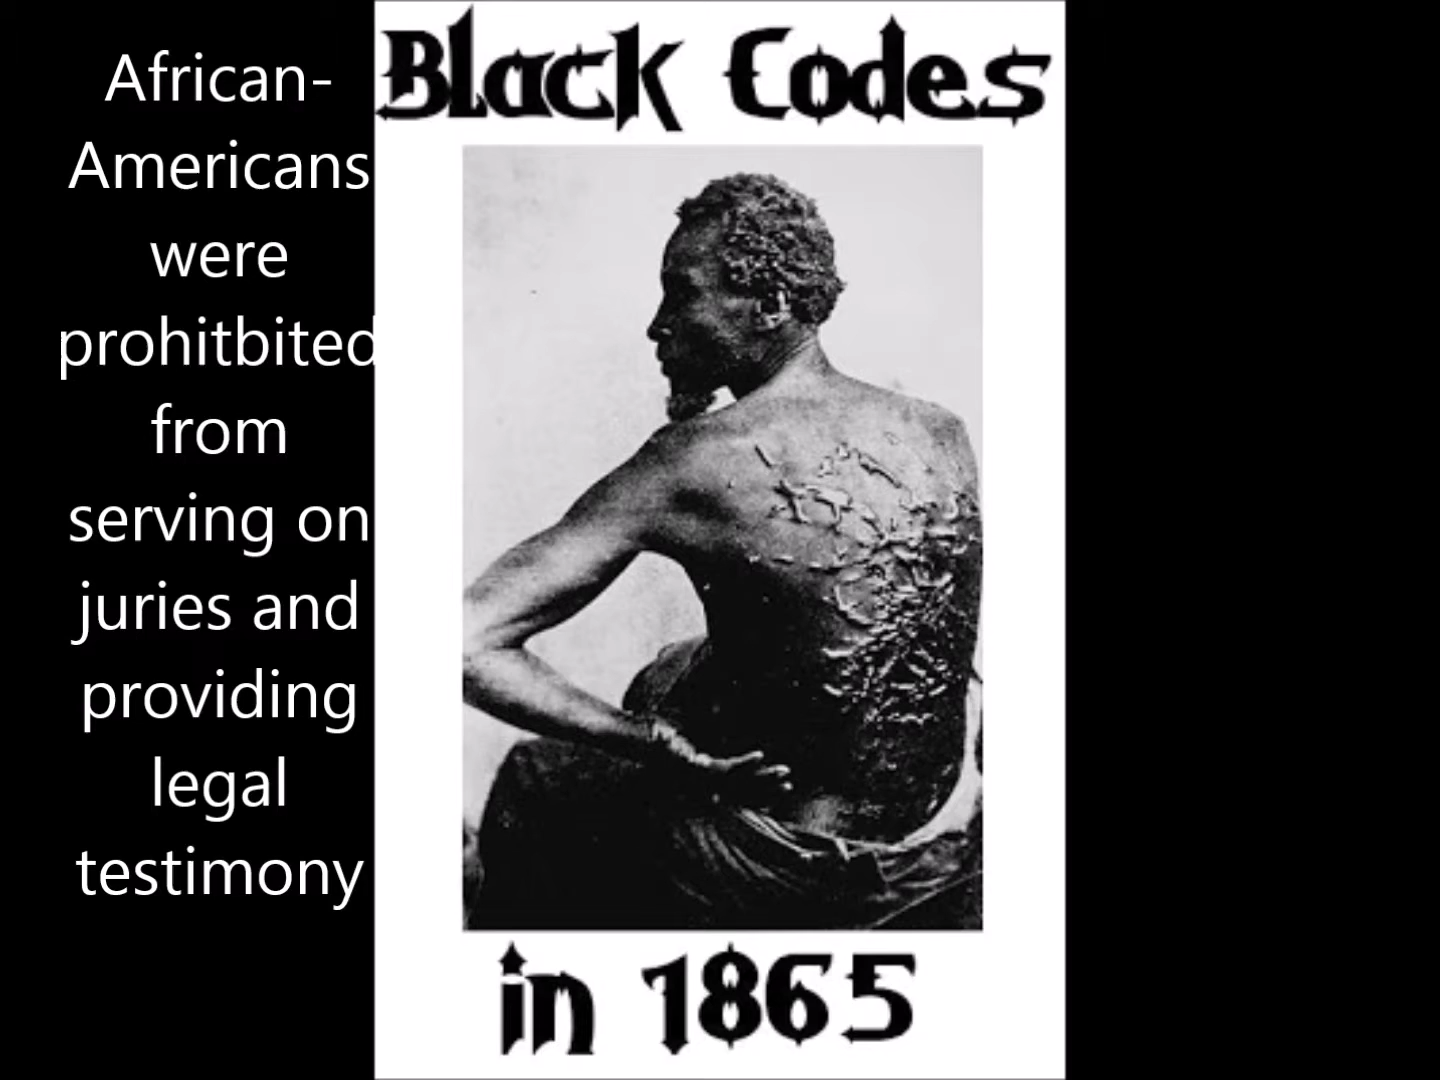 African-
Americans
were
prohitbited
from
serving on
juries and
providing
legal
testimony
Black Codes
in 1865